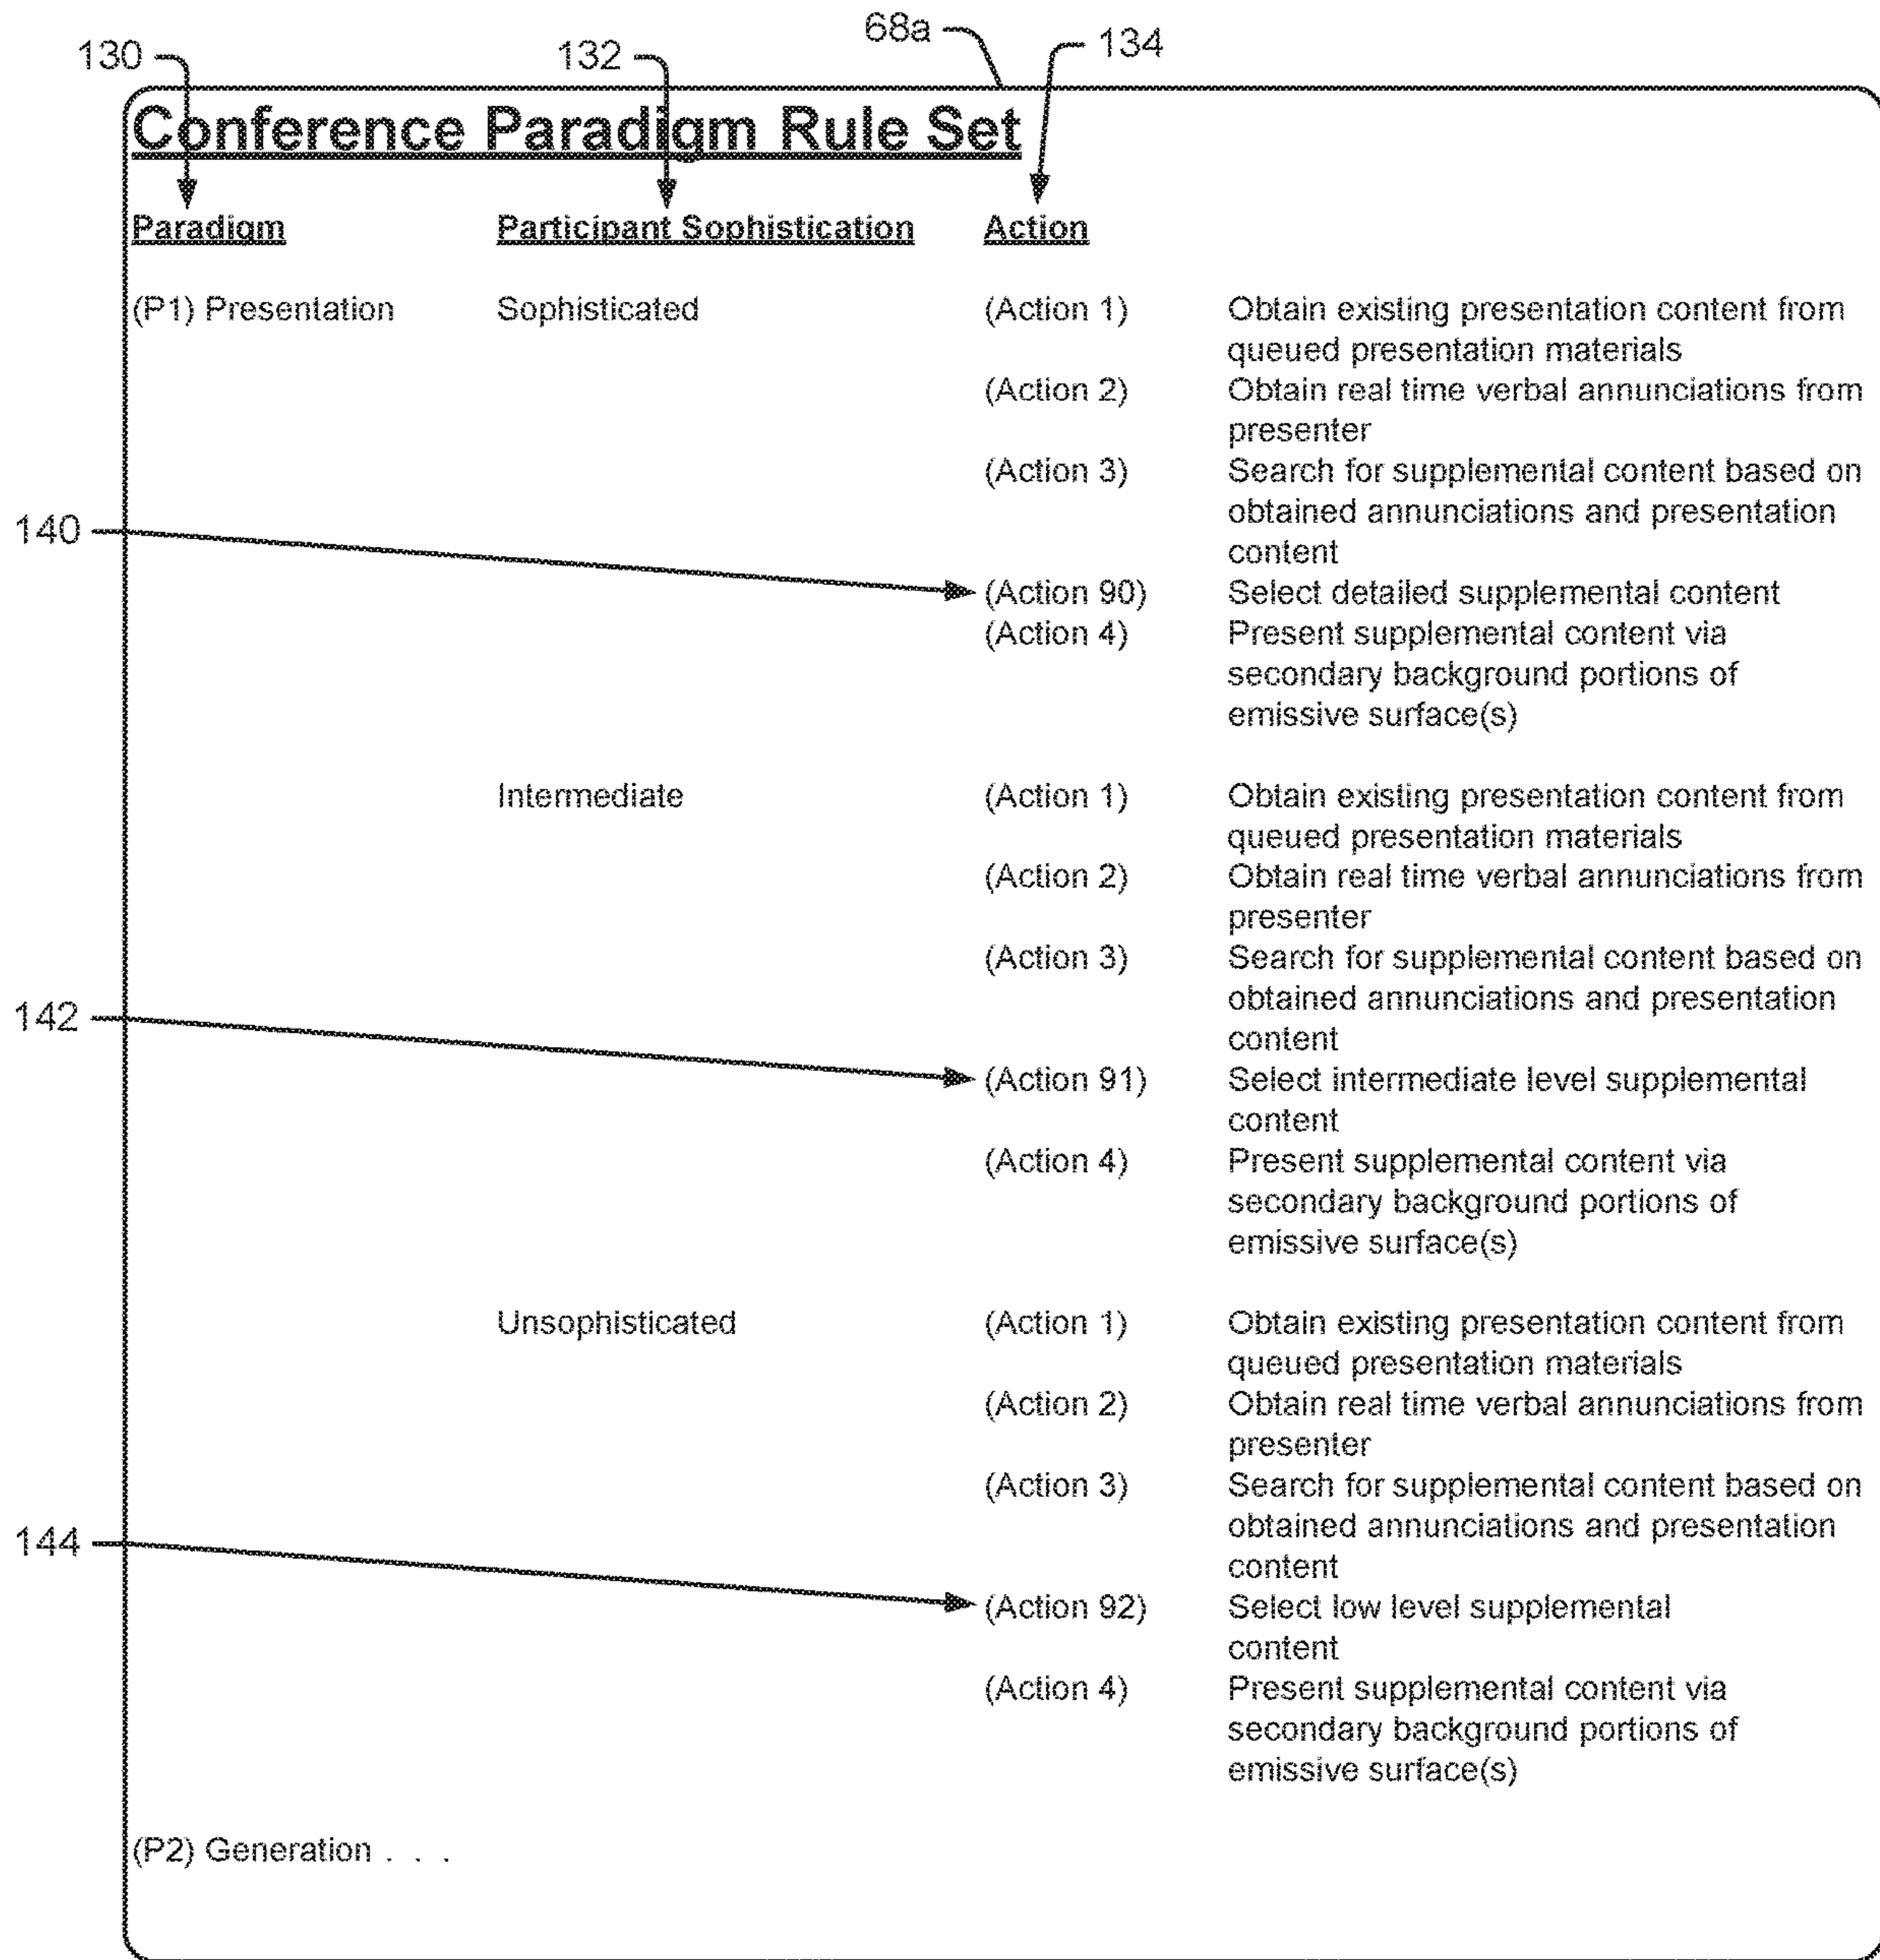 130 132 68a 134
Conference Paradigm Rule Set
Paradigm Participant Sophistication Action
(P1) Presentation Sophisticated (Action 1) Obtain existing presentation content from
queued presentation materials
(Action 2) Obtain real time verbal annunciations from
presenter
(Action 3) Search for supplemental content based on
140 obtained annunciations and presentation
content
(Action 90) Select detailed supplemental content
(Action 4) Present supplemental content via
secondary background portions of
emissive surface(s)
Intermediate (Action 1) Obtain existing presentation content from
queued presentation materials
(Action 2) Obtain real time verbal annunciations from
presenter
(Action 3) Search for supplemental content based on
142 obtained annunciations and presentation
content
(Action 91) Select intermediate level supplemental
content
(Action 4) Present supplemental content via
secondary background portions of
emissive surface(s)
Unsophisticated (Action 1) Obtain existing presentation content from
queued presentation materials
(Action 2) Obtain real time verbal annunciations from
presenter
(Action 3) Search for supplemental content based on
144 obtained annunciations and presentation
content
(Action 92) Select low level supplemental
content
(Action 4) Present supplemental content via
secondary background portions of
emissive surface(s)
(P2) Generation . . .